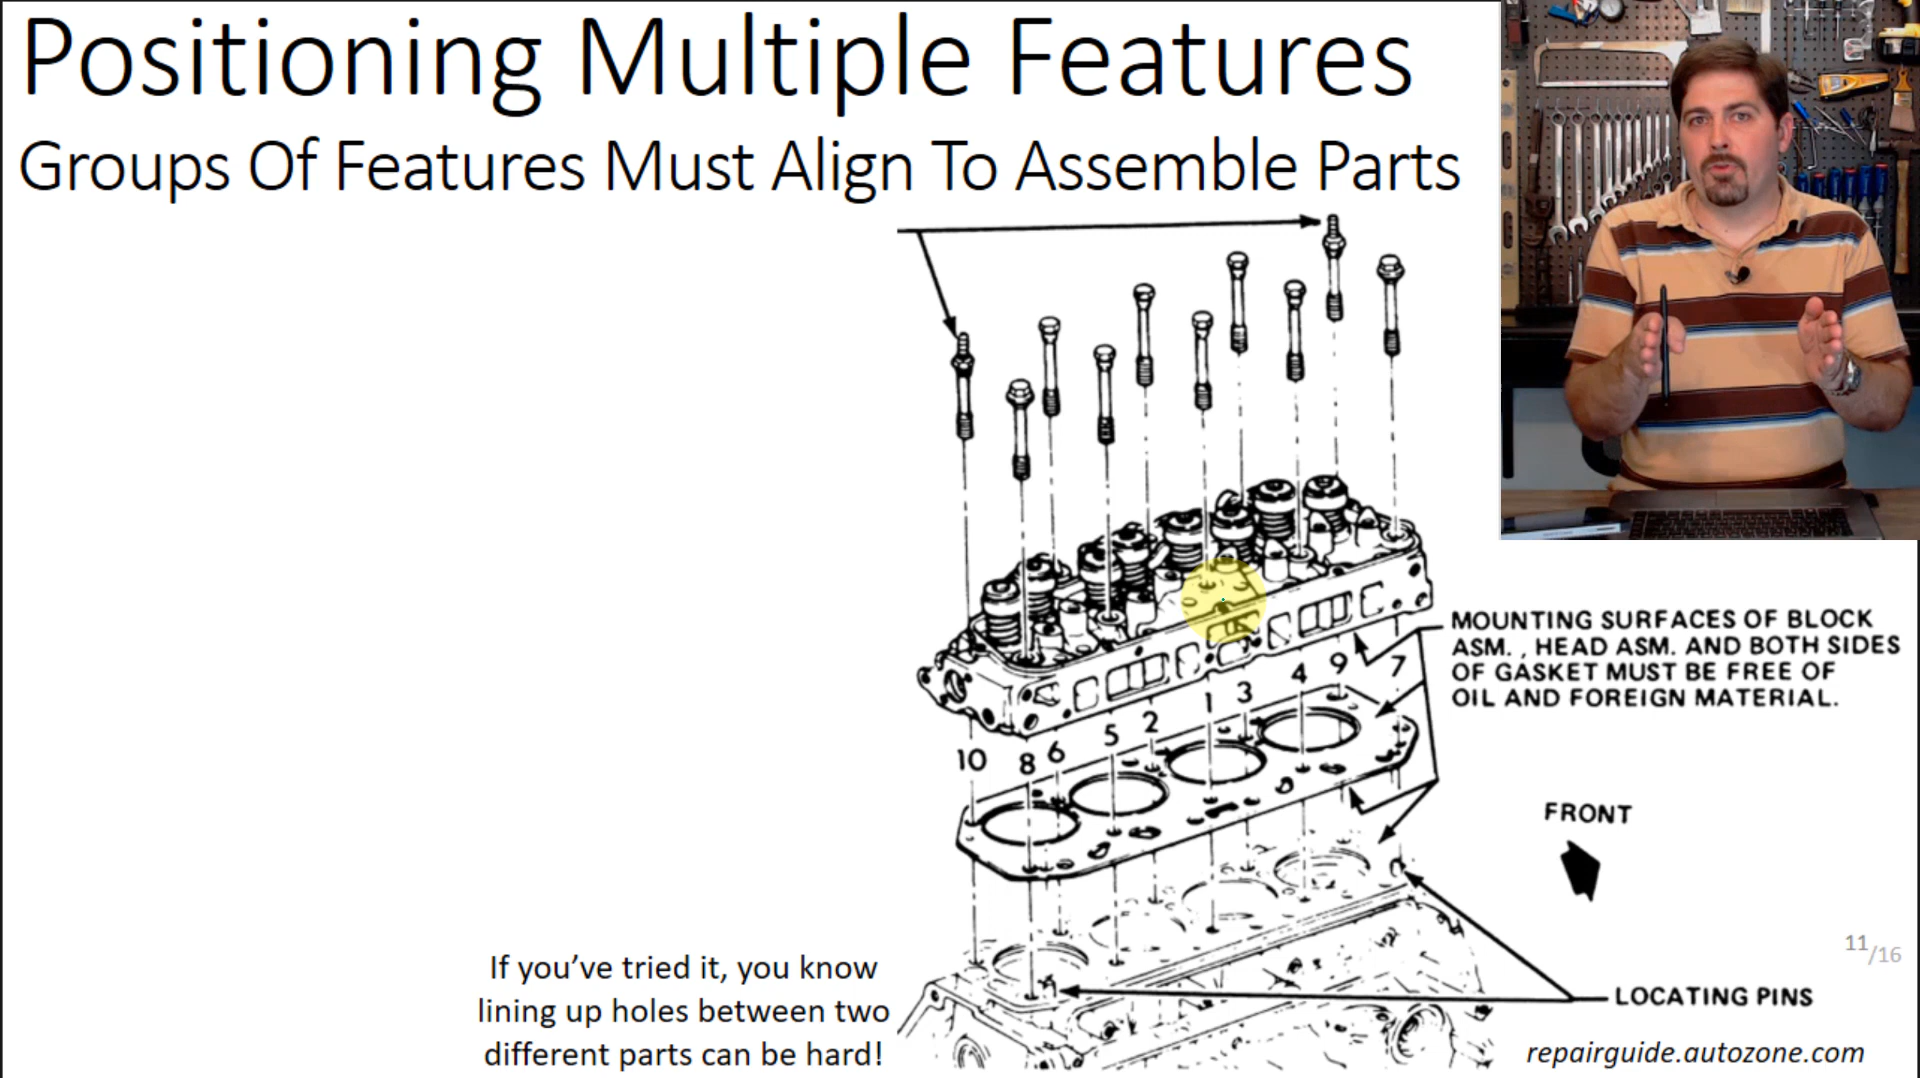 Positioning Multiple Features
Groups Of Features Must Align To Assemble Parts
MOUNTING SURFACES OF BLOCK
ASM. , HEAD ASM. AND BOTH SIDES
OF GASKET MUST BE FREE OF
OIL AND FOREIGN MATERIAL.
10
8
6
5
2
1
3
4
9
7
FRONT
LOCATING PINS
If you've tried it, you know
lining up holes between two
different parts can be hard!
11/16
repairguide.autozone.com